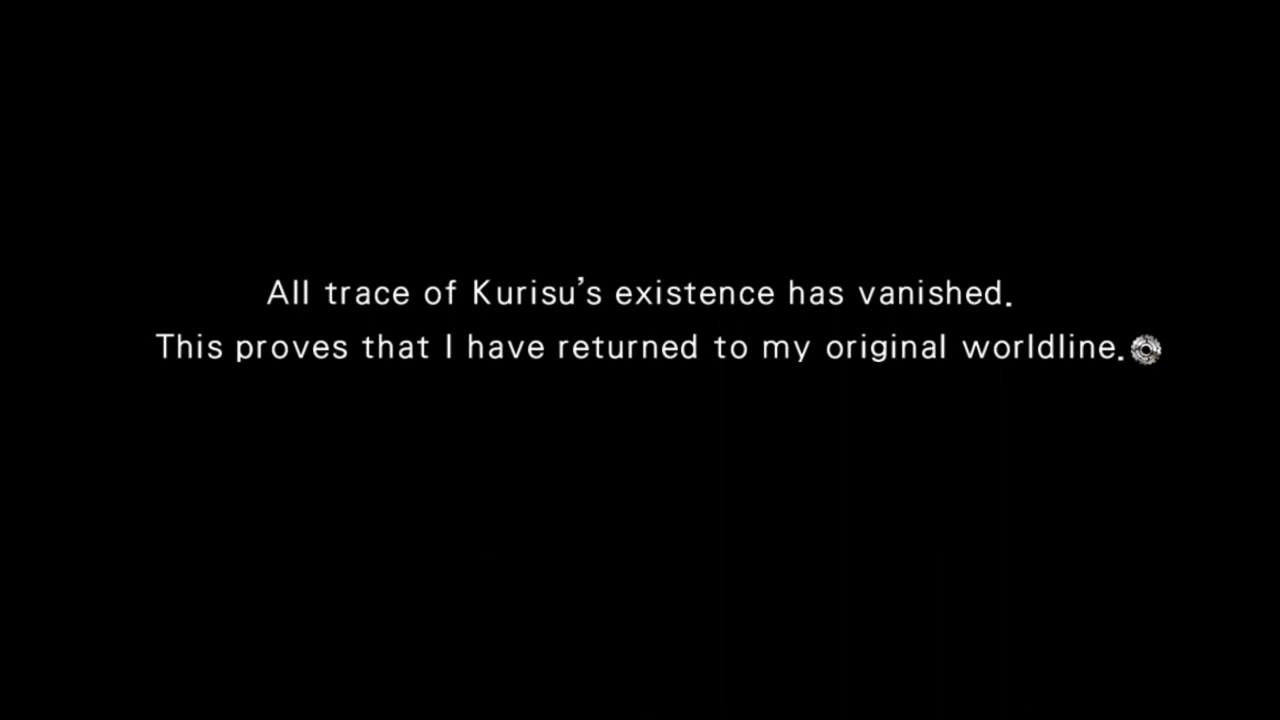 All trace of Kurisu’s existence has vanished.
This proves that I have returned to my original worldline.